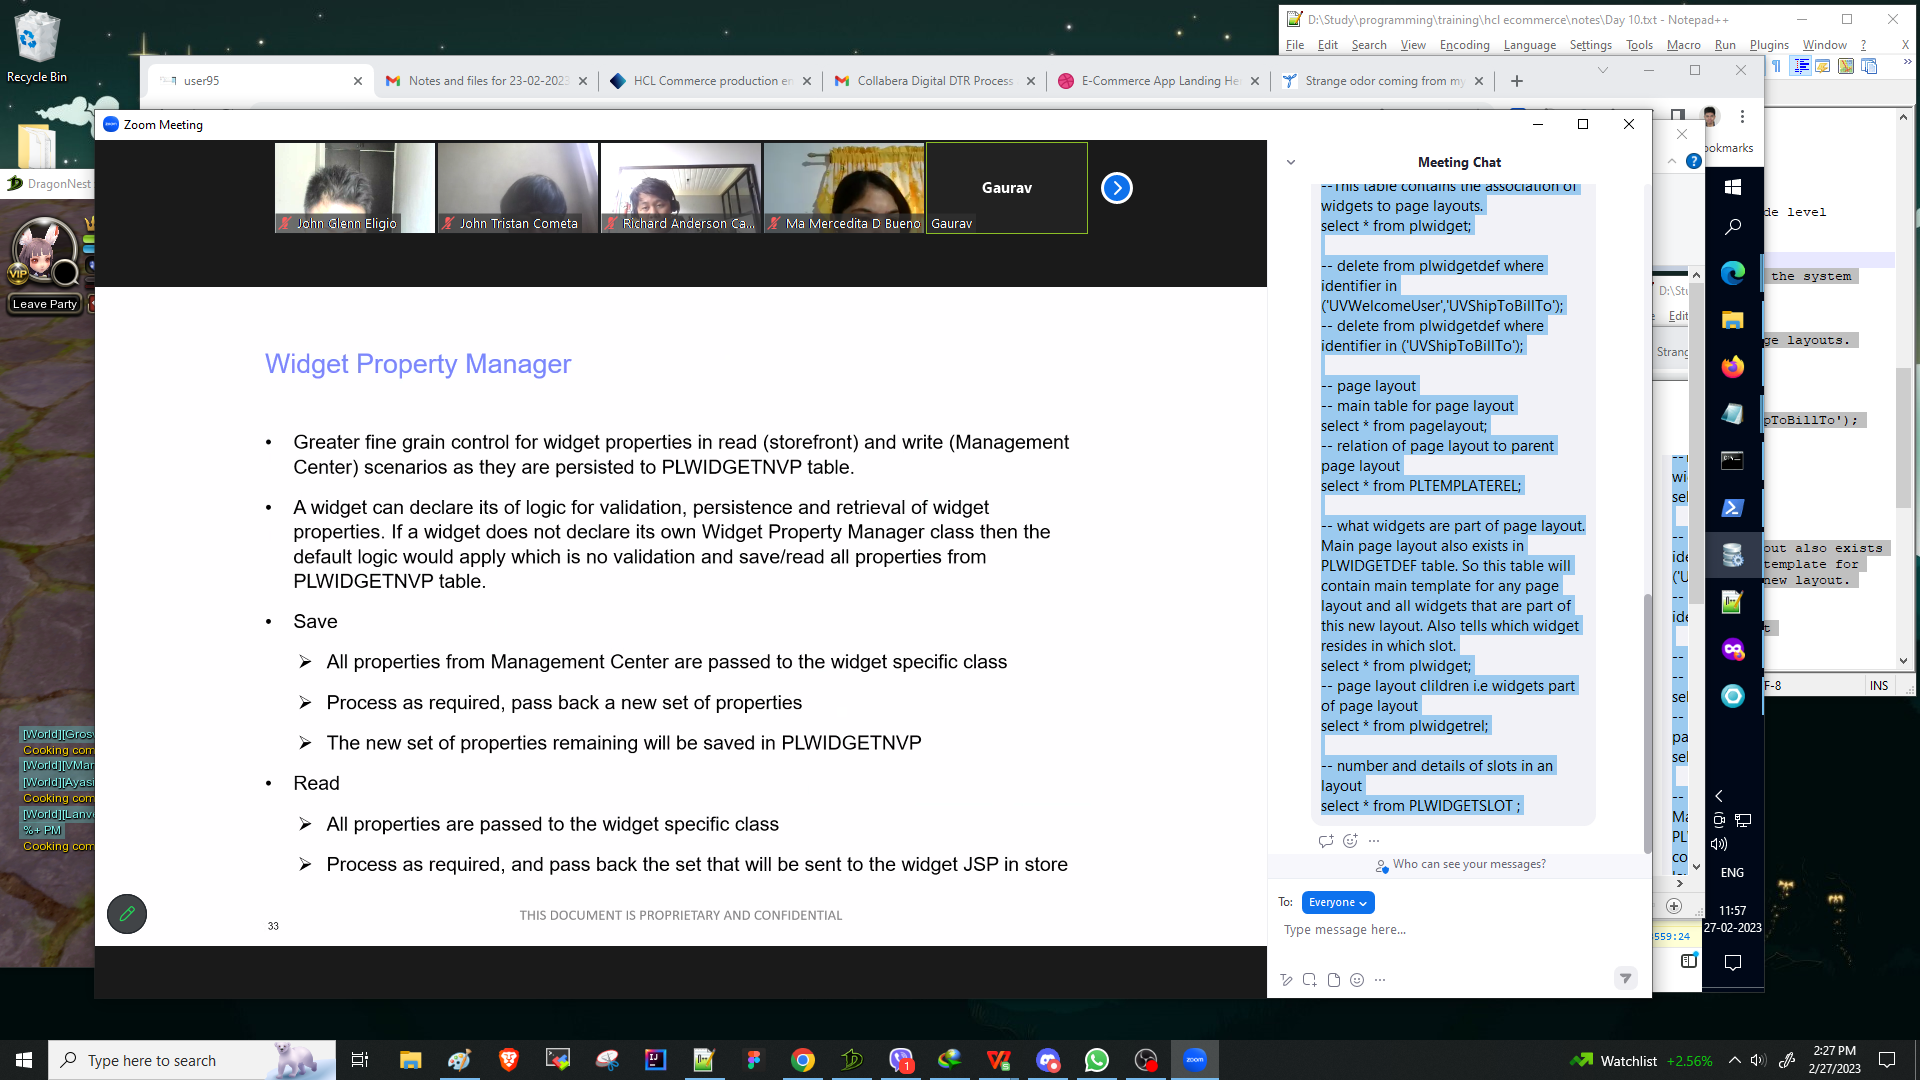 Recycle Bin
D:\Study\programming\training\hcl ecommerce\notes\Day 10.txt - Notepad++
File Edit Search View Encoding Language Settings Tools Macro Run Plugins Window ? X
user95
Notes and files for 23-02-2023
HCL Commerce production en
Collabera Digital DTR Process
E-Commerce App Landing He
Strange odor coming from my
ookmarks
Zoom Meeting
DragonNest
VIP
Leave Party
John Glenn Eligio
John Tristan Cometa
Richard Anderson Ca...
Ma Mercedita D Bueno
Gaurav
Gaurav
Widget Property Manager
• Greater fine grain control for widget properties in read (storefront) and write (Management
Center) scenarios as they are persisted to PLWIDGETNVP table.
• A widget can declare its of logic for validation, persistence and retrieval of widget
properties. If a widget does not declare its own Widget Property Manager class then the
default logic would apply which is no validation and save/read all properties from
PLWIDGETNVP table.
• Save
➢ All properties from Management Center are passed to the widget specific class
➢ Process as required, pass back a new set of properties
➢ The new set of properties remaining will be saved in PLWIDGETNVP
• Read
➢ All properties are passed to the widget specific class
➢ Process as required, and pass back the set that will be sent to the widget JSP in store
THIS DOCUMENT IS PROPRIETARY AND CONFIDENTIAL
33
Meeting Chat
--This table contains the association of
widgets to page layouts.
select * from plwidget;
-- delete from plwidgetdef where
identifier in
('UVWelcomeUser','UVShipToBillTo');
-- delete from plwidgetdef where
identifier in ('UVShipToBillTo');
-- page layout
-- main table for page layout
select * from pagelayout;
-- relation of page layout to parent
page layout
select * from PLTEMPLATEREL;
-- what widgets are part of page layout.
Main page layout also exists in
PLWIDGETDEF table. So this table will
contain main template for any page
layout and all widgets that are part of
this new layout. Also tells which widget
resides in which slot.
select * from plwidget;
-- page layout clildren i.e widgets part
of page layout
select * from plwidgetrel;
-- number and details of slots in an
layout
select * from PLWIDGETSLOT ;
Who can see your messages?
To: Everyone
Type message here...
de level
the system
ge layouts.
pToBillTo');
out also exists
template for
new layout.
t
F-8 INS
D:\Stu
Edit
Strang
ENG
11:57
27-02-2023
559:24
[World][Gros
Cooking com
[World][VMar
[World][Ayasi
Cooking com
[World][Lanv
%+ PM
Cooking com
Type here to search
Watchlist +2.56%
2:27 PM
2/27/2023